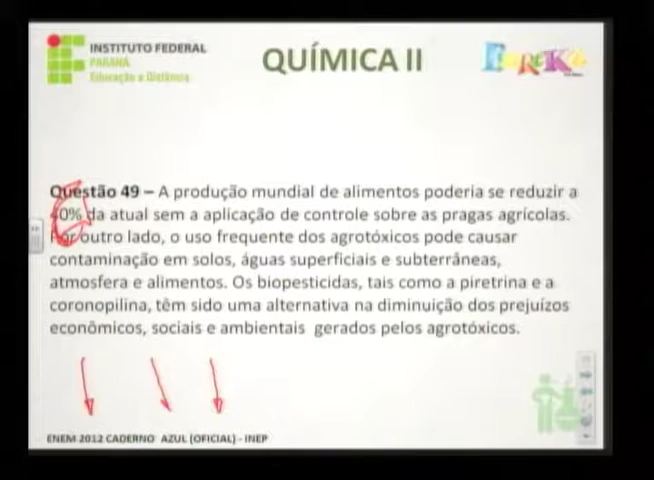 INSTITUTO FEDERAL
PARANÁ
Educação a Distância
QUÍMICA II
EUREKA
Questão 49 – A produção mundial de alimentos poderia se reduzir a
40% da atual sem a aplicação de controle sobre as pragas agrícolas.
Por outro lado, o uso frequente dos agrotóxicos pode causar
contaminação em solos, águas superficiais e subterrâneas,
atmosfera e alimentos. Os biopesticidas, tais como a piretrina e a
coronopilina, têm sido uma alternativa na diminuição dos prejuízos
econômicos, sociais e ambientais gerados pelos agrotóxicos.
ENEM 2012 CADERNO AZUL (OFICIAL) - INEP